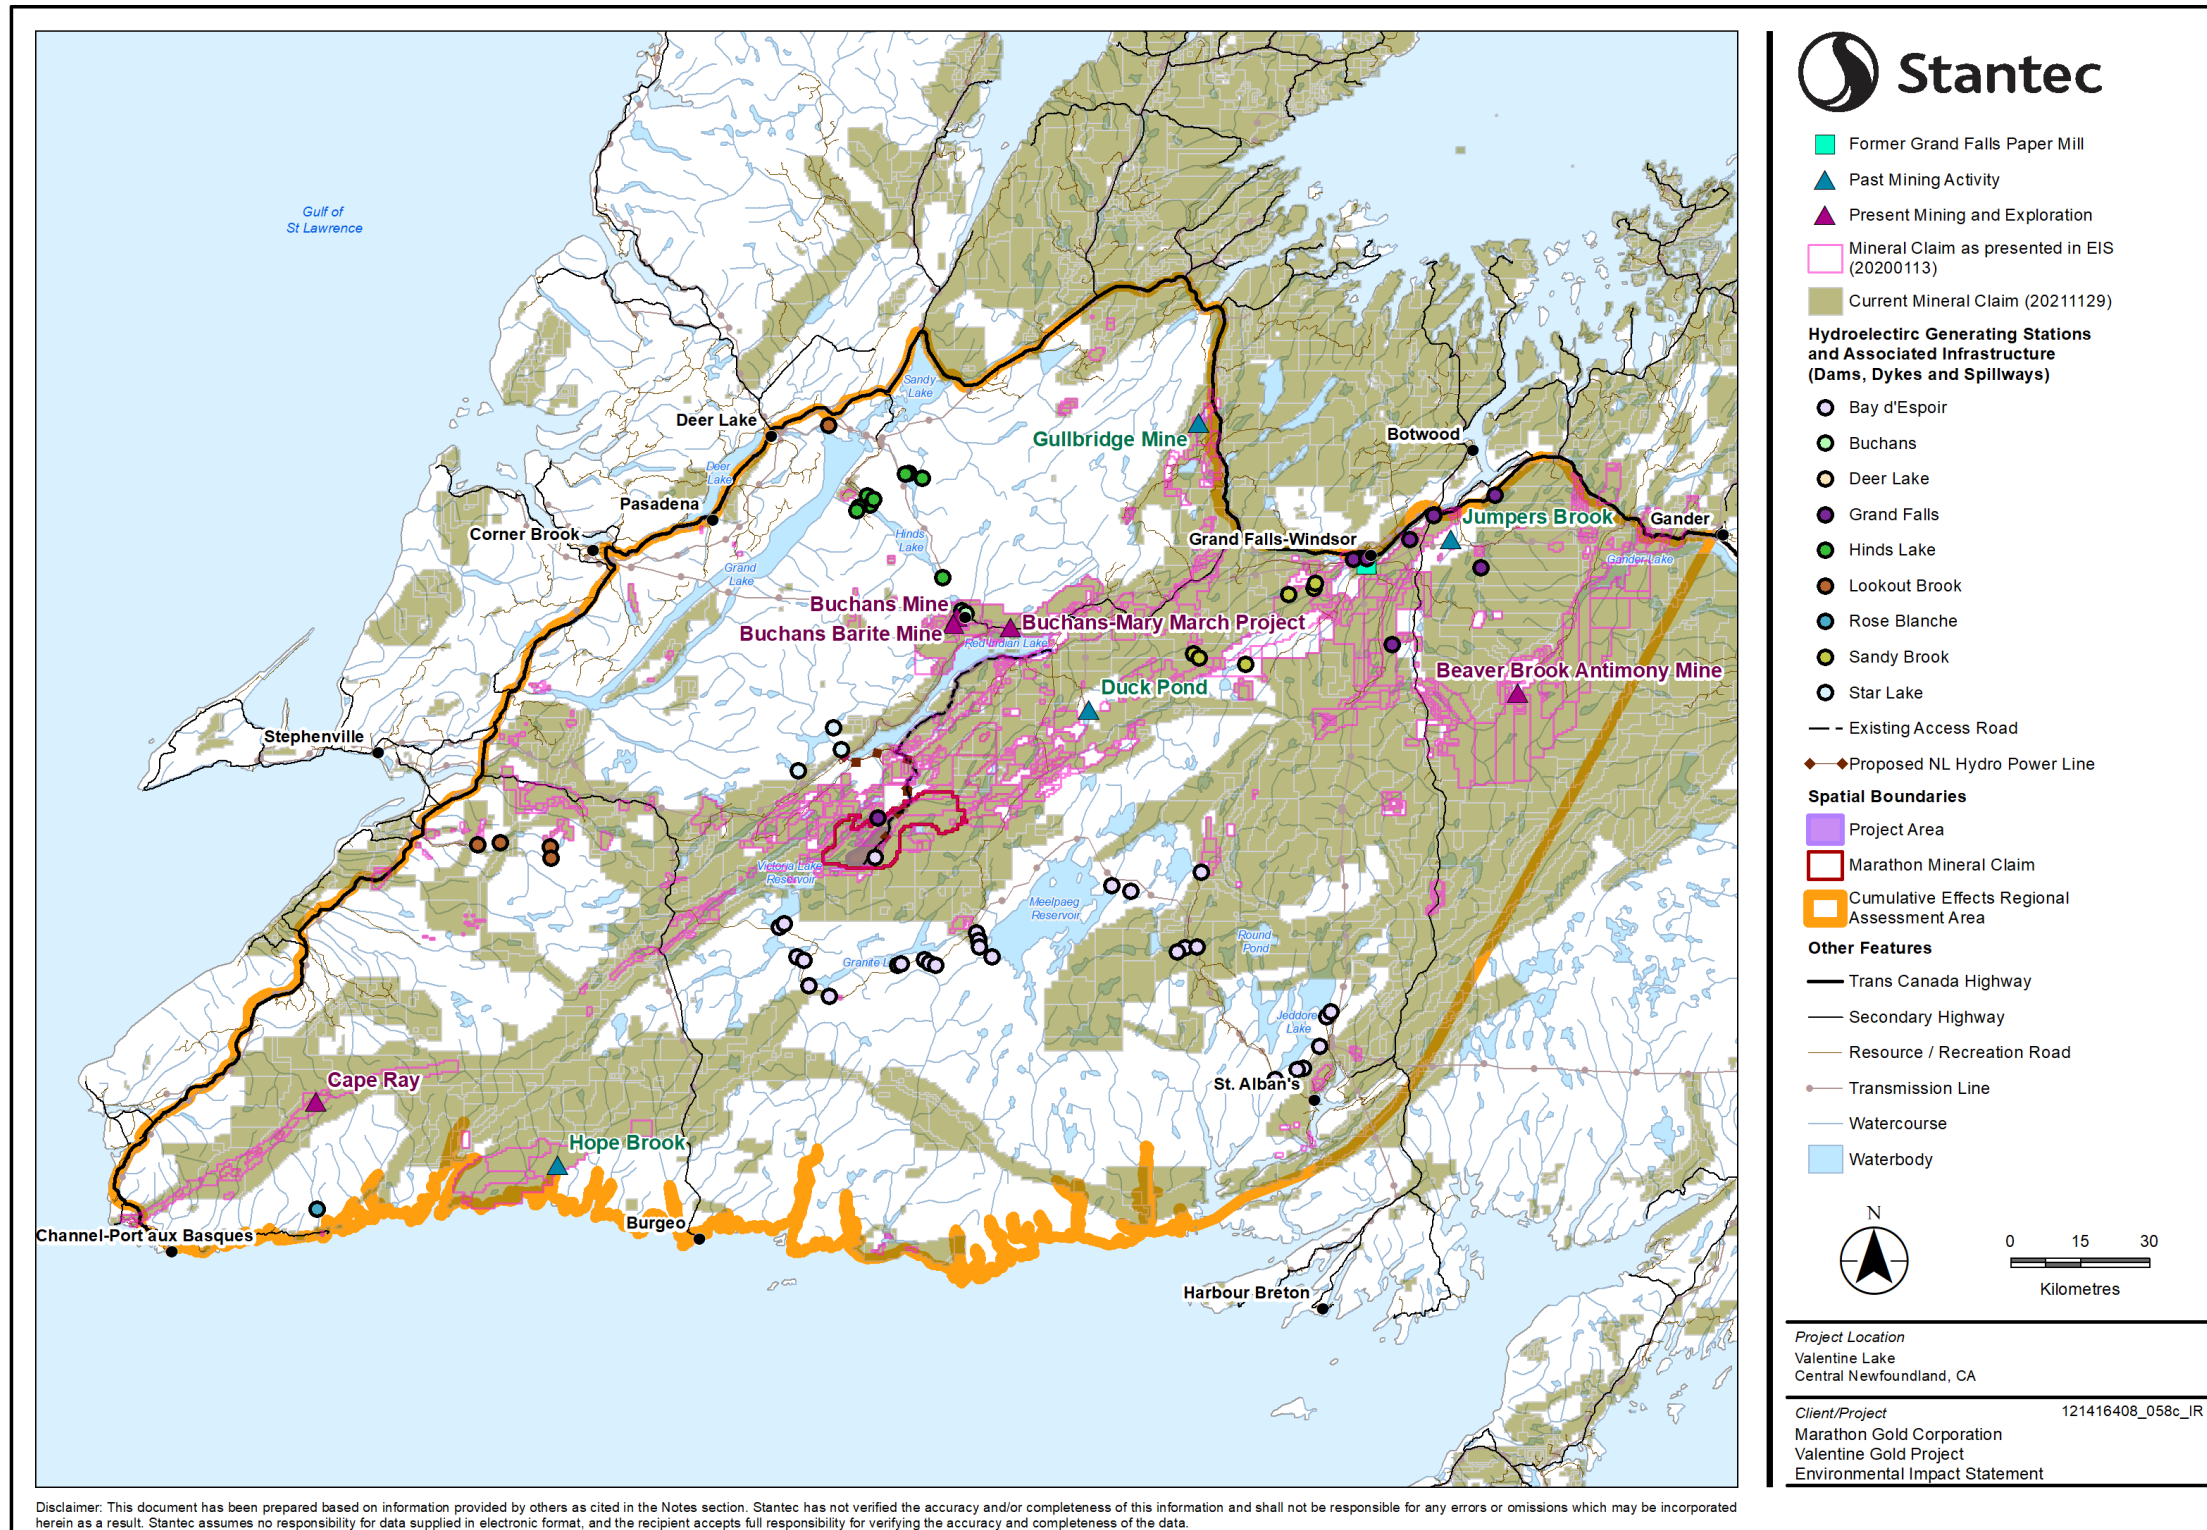 Gulf of
St Lawrence
Sandy
Lake
Deer Lake
Gullbridge Mine
Botwood
Deer
Lake
Pasadena
Jumpers Brook
Gander
Corner Brook
Hinds
Lake
Grand Falls-Windsor
Gander Lake
Grand
Lake
Buchans Mine
Buchans-Mary March Project
Buchans Barite Mine
Red Indian Lake
Beaver Brook Antimony Mine
Duck Pond
Stephenville
Victoria Lake
Reservoir
Meelpaeg
Reservoir
Round
Pond
Granite L
Jeddore
Lake
Cape Ray
St. Alban's
Hope Brook
Burgeo
Channel-Port aux Basques
Harbour Breton
Stantec
Former Grand Falls Paper Mill
Past Mining Activity
Present Mining and Exploration
Mineral Claim as presented in EIS
(20200113)
Current Mineral Claim (20211129)
Hydroelectirc Generating Stations
and Associated Infrastructure
(Dams, Dykes and Spillways)
Bay d'Espoir
Buchans
Deer Lake
Grand Falls
Hinds Lake
Lookout Brook
Rose Blanche
Sandy Brook
Star Lake
Existing Access Road
Proposed NL Hydro Power Line
Spatial Boundaries
Project Area
Marathon Mineral Claim
Cumulative Effects Regional
Assessment Area
Other Features
Trans Canada Highway
Secondary Highway
Resource / Recreation Road
Transmission Line
Watercourse
Waterbody
N
0 15 30
Kilometres
Project Location
Valentine Lake
Central Newfoundland, CA
Client/Project 121416408_058c_IR
Marathon Gold Corporation
Valentine Gold Project
Environmental Impact Statement
Disclaimer: This document has been prepared based on information provided by others as cited in the Notes section. Stantec has not verified the accuracy and/or completeness of this information and shall not be responsible for any errors or omissions which may be incorporated
herein as a result. Stantec assumes no responsibility for data supplied in electronic format, and the recipient accepts full responsibility for verifying the accuracy and completeness of the data.